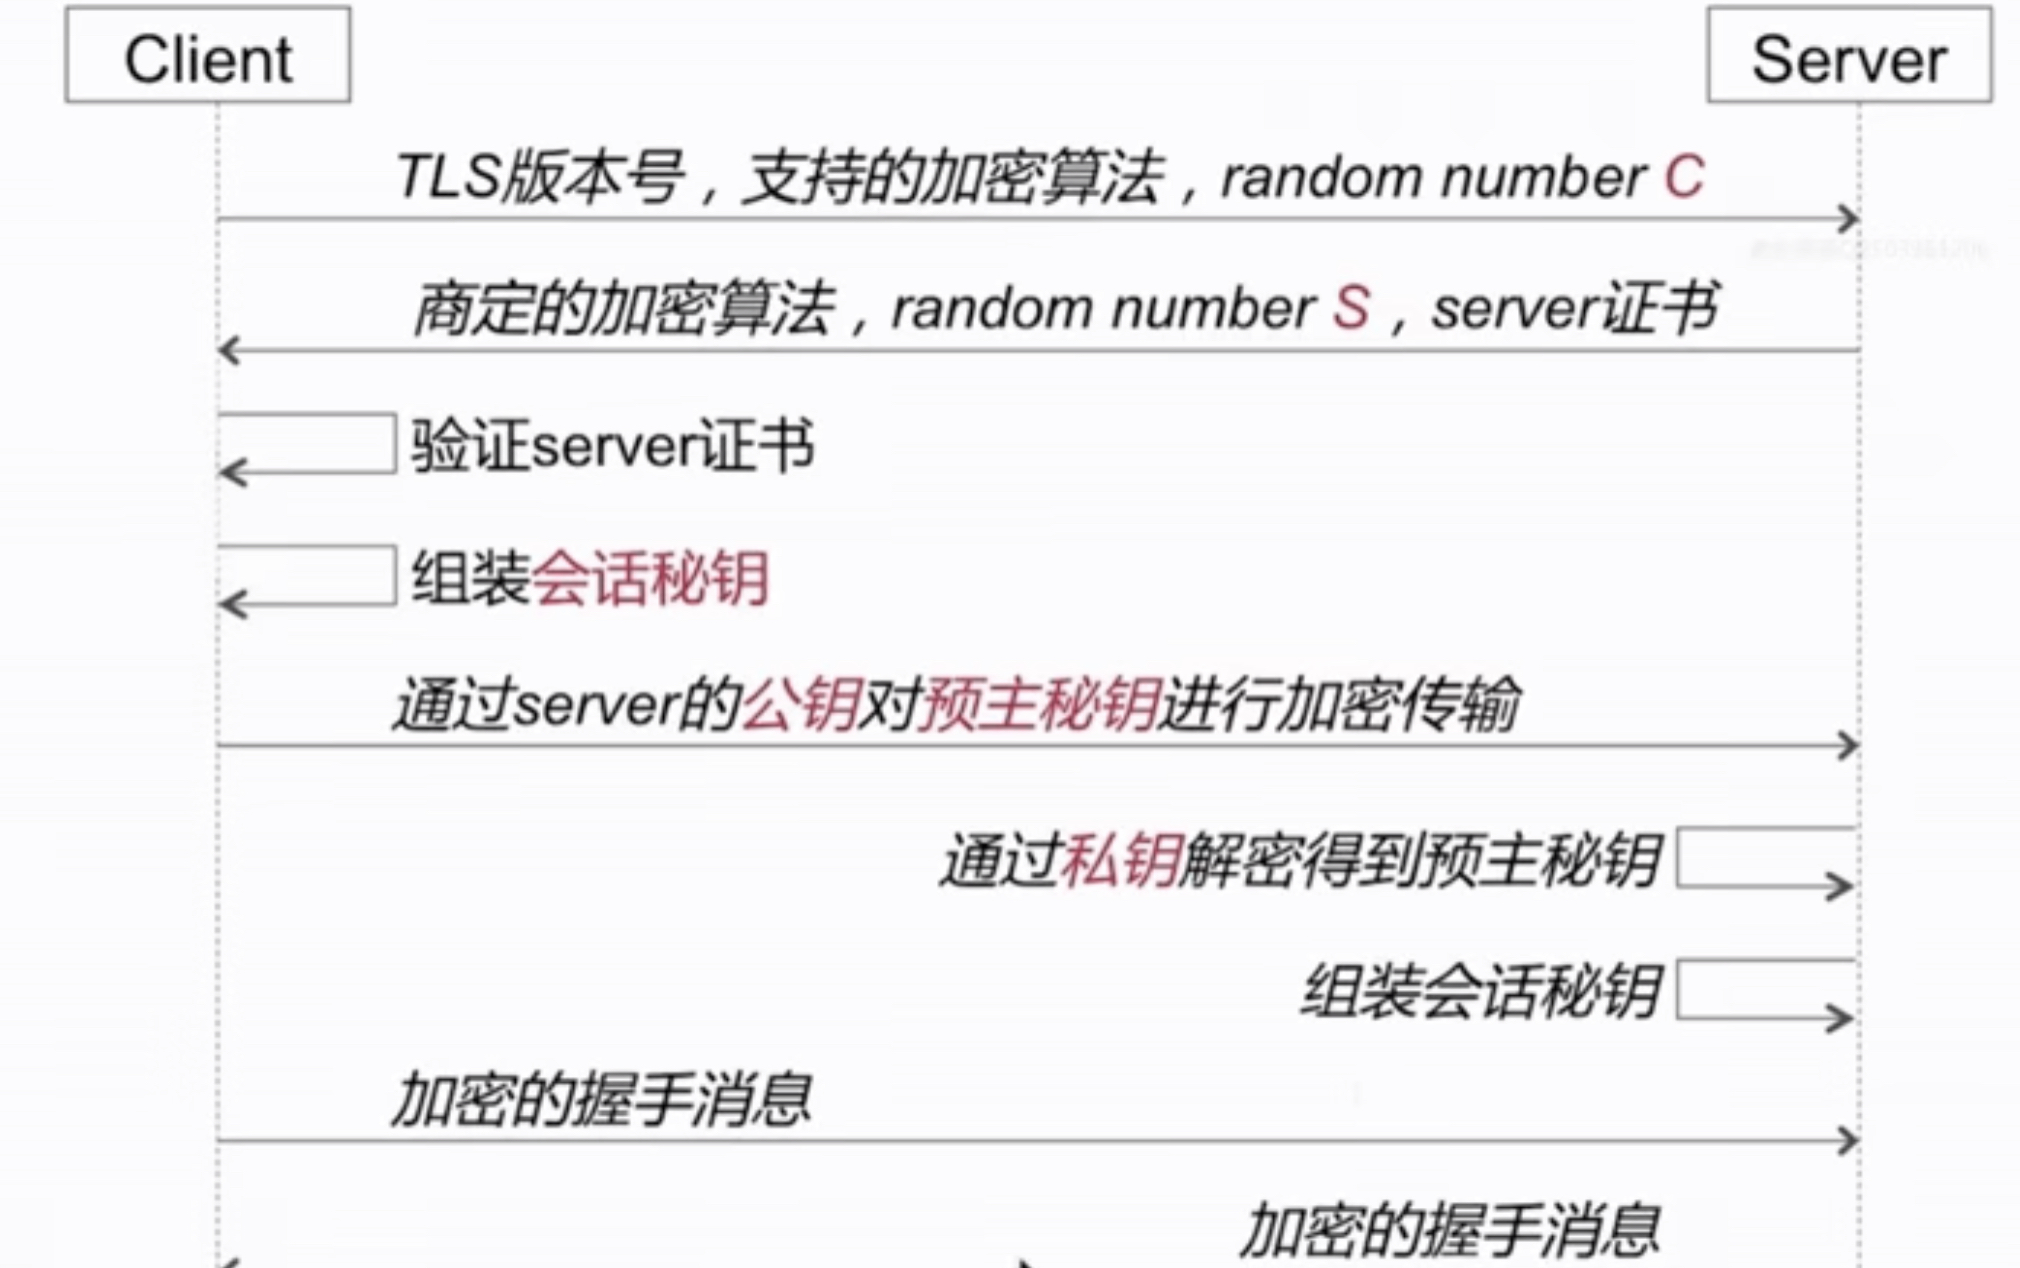 Client
Server
TLS版本号，支持的加密算法，random number C
商定的加密算法，random number S，server证书
验证server证书
组装会话秘钥
通过server的公钥对预主秘钥进行加密传输
通过私钥解密得到预主秘钥
组装会话秘钥
加密的握手消息
加密的握手消息